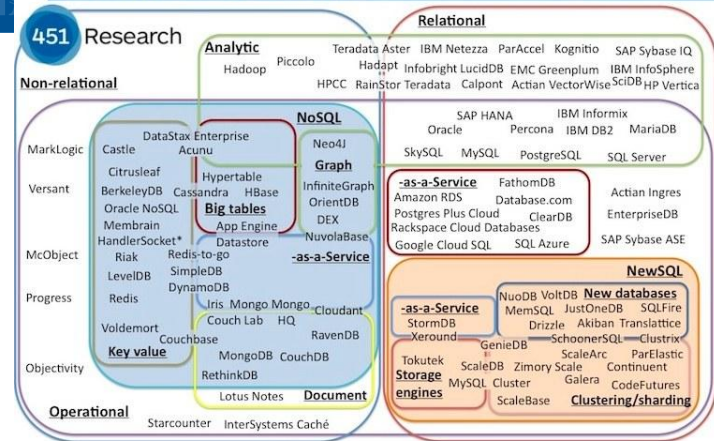 451 Research
Relational
Non-relational
Analytic
Hadoop
Piccolo
Teradata Aster
IBM Netezza
ParAccel
Kognitio
SAP Sybase IQ
Hadapt
Infobright
LucidDB
EMC Greenplum
IBM InfoSphere
HPCC
RainStor
Teradata
Calpont
Actian VectorWise
SciDB
HP Vertica
NoSQL
SAP HANA
IBM Informix
Oracle
Percona
IBM DB2
MariaDB
SkySQL
MySQL
PostgreSQL
SQL Server
MarkLogic
Versant
McObject
Progress
Objectivity
Castle
DataStax Enterprise
Acunu
Citrusleaf
BerkeleyDB
Cassandra
Hypertable
HBase
Oracle NoSQL
Big tables
Membrain
App Engine
Datastore
HandlerSocket*
Riak
Redis-to-go
SimpleDB
LevelDB
DynamoDB
Redis
Voldemort
Key value
Couchbase
Neo4J
Graph
InfiniteGraph
OrientDB
DEX
NuvolaBase
-as-a-Service
Iris Couch
Mongo Lab
Mongo HQ
Cloudant
RavenDB
MongoDB
CouchDB
RethinkDB
Lotus Notes
Document
Operational
Starcounter
InterSystems Caché
-as-a-Service
FathomDB
Amazon RDS
Database.com
Postgres Plus Cloud
ClearDB
Rackspace Cloud Databases
Google Cloud SQL
SQL Azure
Actian Ingres
EnterpriseDB
SAP Sybase ASE
NewSQL
-as-a-Service
StormDB
Xeround
NuoDB
VoltDB
New databases
MemSQL
JustOneDB
SQLFire
Drizzle
Akiban
Translattice
SchoonerSQL
Clustrix
GenieDB
Tokutek
Storage
engines
ScaleDB
MySQL Cluster
ScaleArc
ParElastic
Zimory Scale
Continuent
Galera
CodeFutures
ScaleBase
Clustering/sharding